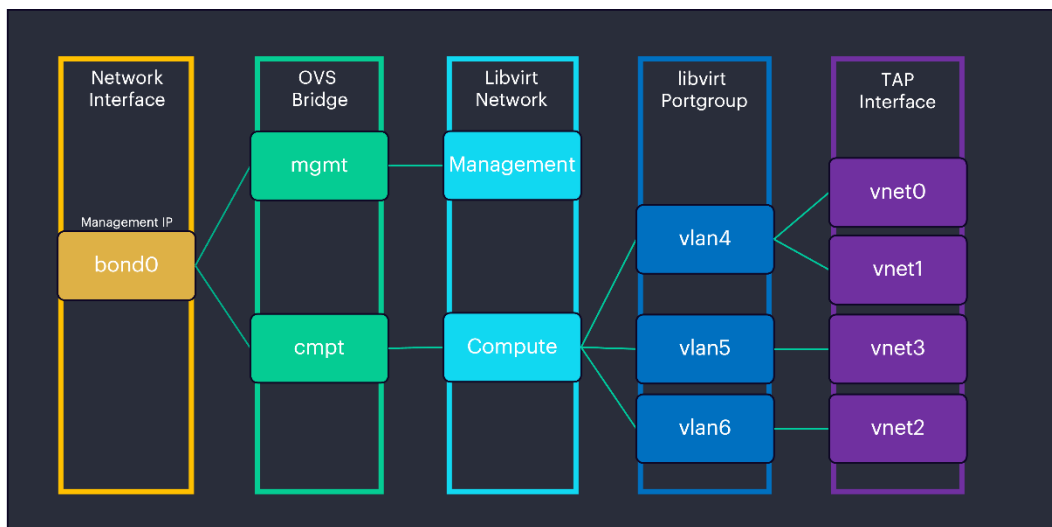 Network
Interface
OVS
Bridge
Libvirt
Network
libvirt
Portgroup
TAP
Interface
mgmt
Management
vnet0
Management IP
bond0
vlan4
vnet1
cmpt
Compute
vlan5
vnet3
vlan6
vnet2